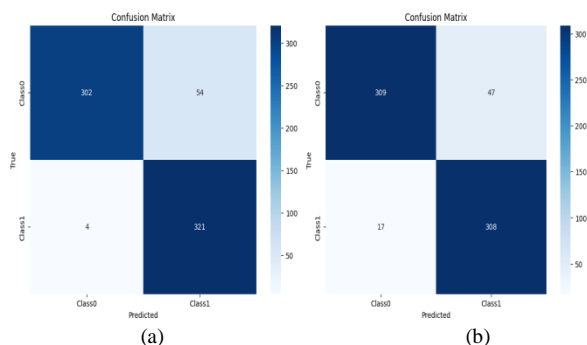 Confusion Matrix
Class0
302
54
True
Class1
4
321
Class0
Class1
Predicted
300
250
200
150
100
50
(a)
Confusion Matrix
Class0
309
47
True
Class1
17
308
Class0
Class1
Predicted
300
250
200
150
100
50
(b)